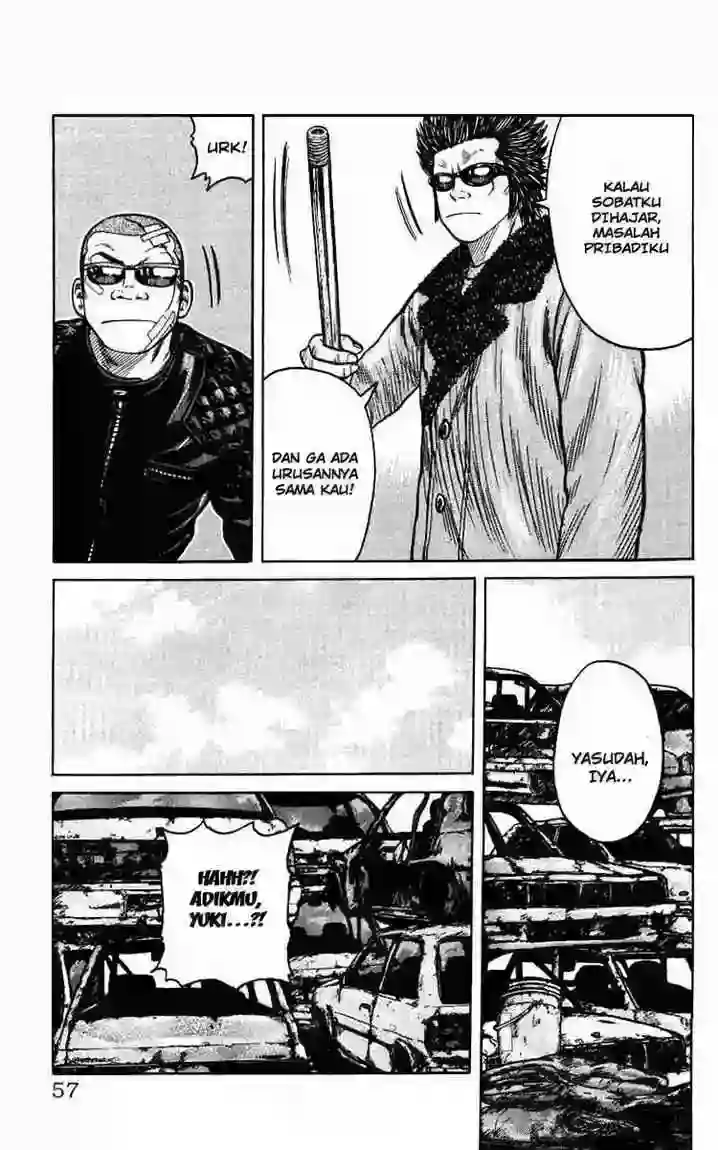 KALAU
SOBATKU
DIHAJAR,
MASALAH
PRIBADIKU
DAN GA ADA
URUSANNYA
SAMA KAU!
URK!
YASUDAH,
IYA...
HAHH?!
ADIKMU,
YUKI...?!
57